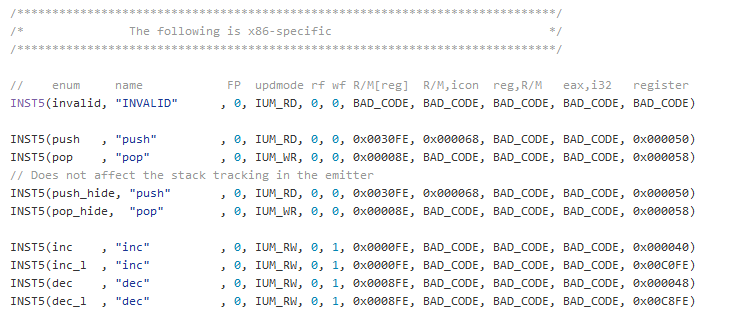 /*****************************************************************************/
/*                 The following is x86-specific                               */
/*****************************************************************************/
//    enum     name            FP  updmode rf wf R/M[reg]  R/M,icon  reg,R/M   eax,i32   register
INST5(invalid, "INVALID"      , 0, IUM_RD, 0, 0, BAD_CODE, BAD_CODE, BAD_CODE, BAD_CODE, BAD_CODE)
INST5(push   , "push"         , 0, IUM_RD, 0, 0, 0x0030FE, 0x000068, BAD_CODE, BAD_CODE, 0x000050)
INST5(pop    , "pop"          , 0, IUM_WR, 0, 0, 0x00008E, BAD_CODE, BAD_CODE, BAD_CODE, 0x000058)
// Does not affect the stack tracking in the emitter
INST5(push_hide, "push"       , 0, IUM_RD, 0, 0, 0x0030FE, 0x000068, BAD_CODE, BAD_CODE, 0x000050)
INST5(pop_hide,  "pop"        , 0, IUM_WR, 0, 0, 0x00008E, BAD_CODE, BAD_CODE, BAD_CODE, 0x000058)
INST5(inc    , "inc"          , 0, IUM_RW, 0, 1, 0x0000FE, BAD_CODE, BAD_CODE, BAD_CODE, 0x000040)
INST5(inc_l  , "inc"          , 0, IUM_RW, 0, 1, 0x0000FE, BAD_CODE, BAD_CODE, BAD_CODE, 0x00C0FE)
INST5(dec    , "dec"          , 0, IUM_RW, 0, 1, 0x0008FE, BAD_CODE, BAD_CODE, BAD_CODE, 0x000048)
INST5(dec_l  , "dec"          , 0, IUM_RW, 0, 1, 0x0008FE, BAD_CODE, BAD_CODE, BAD_CODE, 0x00C8FE)